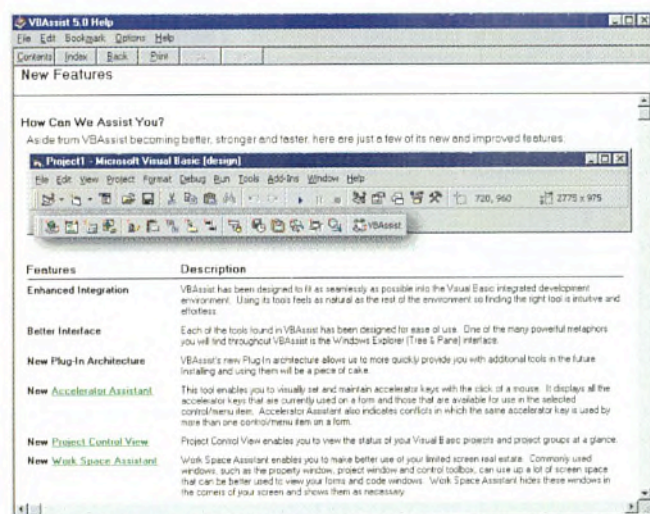 VBAssist 5.0 Help
File Edit Bookmark Options Help
Contents Index Back Print
New Features
How Can We Assist You?
Aside from VBAssist becoming better, stronger and faster, here are just a few of its new and improved features:
Project1 - Microsoft Visual Basic [design]
File Edit View Project Format Debug Run Tools Add-Ins Window Help
720, 960 2775 x 975
VBAssist
Features Description
Enhanced Integration VBAssist has been designed to fit as seamlessly as possible into the Visual Basic integrated development
environment. Using its tools feels as natural as the rest of the environment so finding the right tool is intuitive and
effortless.
Better Interface Each of the tools found in VBAssist has been designed for ease of use. One of the many powerful metaphors
you will find throughout VBAssist is the Windows Explorer (Tree & Pane) interface.
New Plug-In Architecture VBAssist's new Plug-In architecture allows us to more quickly provide you with additional tools in the future.
Installing and using them will be a piece of cake.
New Accelerator Assistant This tool enables you to visually set and maintain accelerator keys with the click of a mouse. It displays all the
accelerator keys that are currently used on a form and those that are available for use in the selected
control/menu item. Accelerator Assistant also indicates conflicts in which the same accelerator key is used by
more than one control/menu item on a form.
New Project Control View Project Control View enables you to view the status of your Visual Basic projects and project groups at a glance.
New Work Space Assistant Work Space Assistant enables you to make better use of your limited screen real estate. Commonly used
windows, such as the property window, project window and control toolbox, can use up a lot of screen space
that can be better used to view your forms and code windows. Work Space Assistant hides these windows in
the corners of your screen and shows them as necessary.